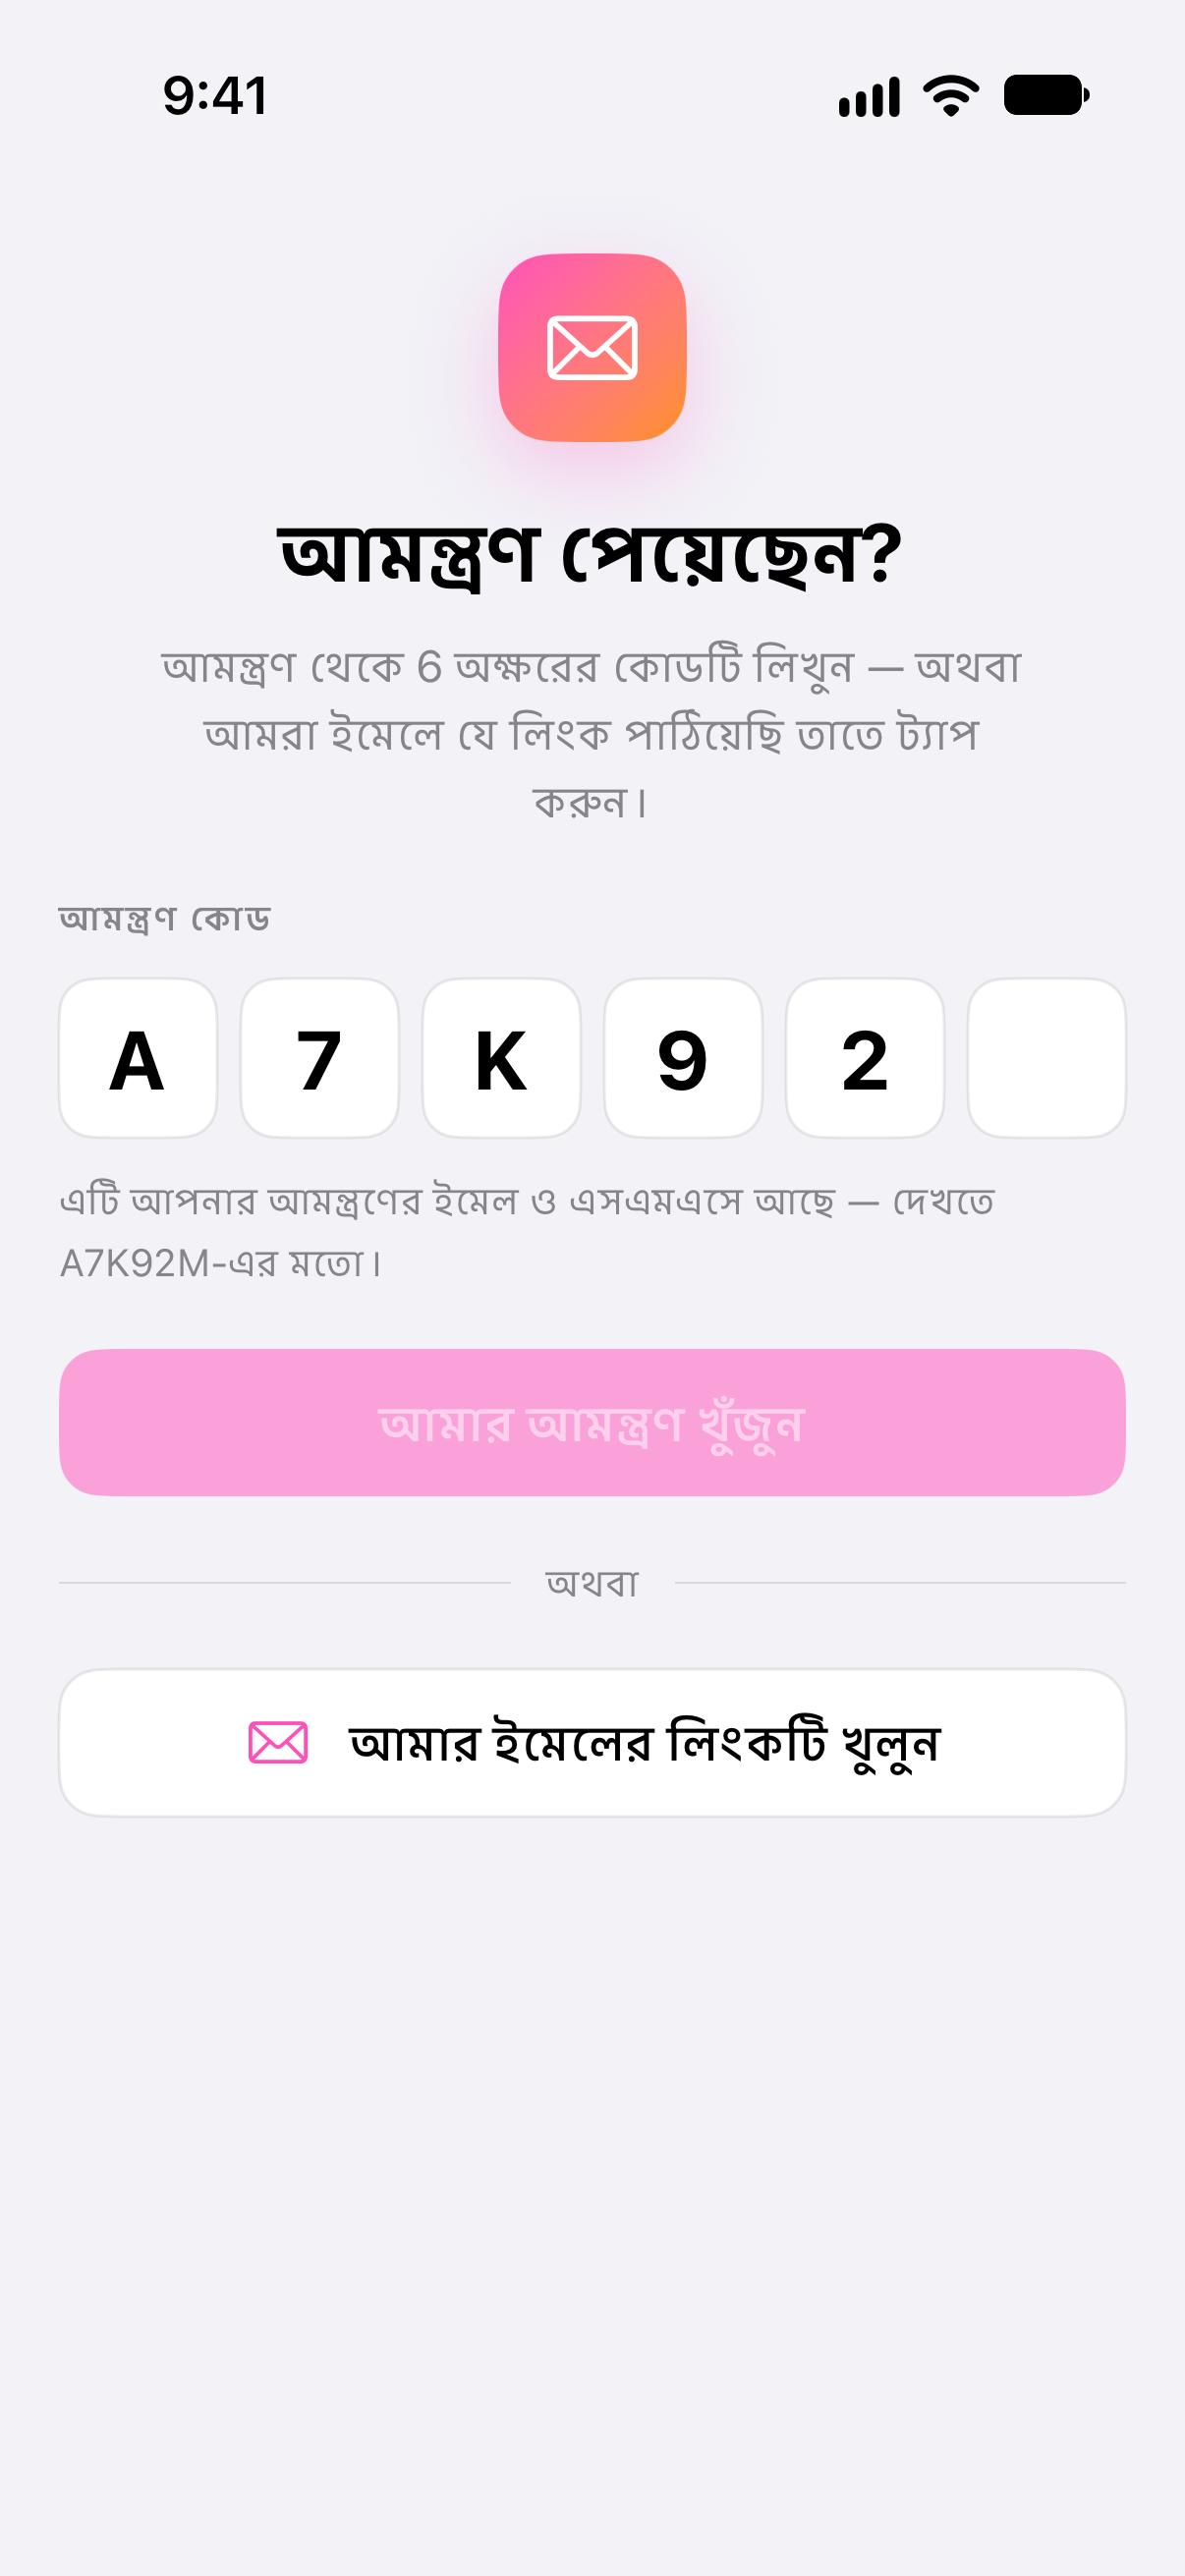 9:41
আমন্ত্রণ পেয়েছেন?
আমন্ত্রণ থেকে 6 অক্ষরের কোডটি লিখুন — অথবা
আমরা ইমেলে যে লিংক পাঠিয়েছি তাতে ট্যাপ
করুন।
আমন্ত্রণ কোড
A 7 K 9 2
এটি আপনার আমন্ত্রণের ইমেল ও এসএমএসে আছে — দেখতে
A7K92M-এর মতো।
আমার আমন্ত্রণ খুঁজুন
অথবা
আমার ইমেলের লিংকটি খুলুন